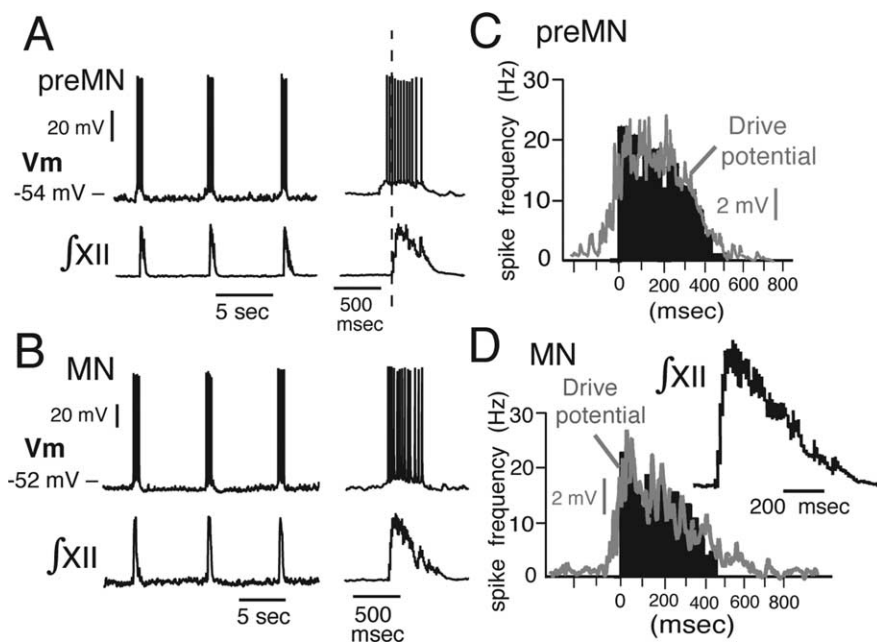 A
preMN
20 mV
Vm
-54 mV –
∫XII
5 sec
500
msec
B
MN
20 mV
Vm
-52 mV –
∫XII
5 sec
500
msec
C preMN
spike frequency (Hz)
30
20
10
0
Drive
potential
2 mV
0 200 400 600 800
(msec)
D MN
∫XII
Drive
potential
200 msec
spike frequency (Hz)
30
20
10
0
2 mV
0 200 400 600 800
(msec)